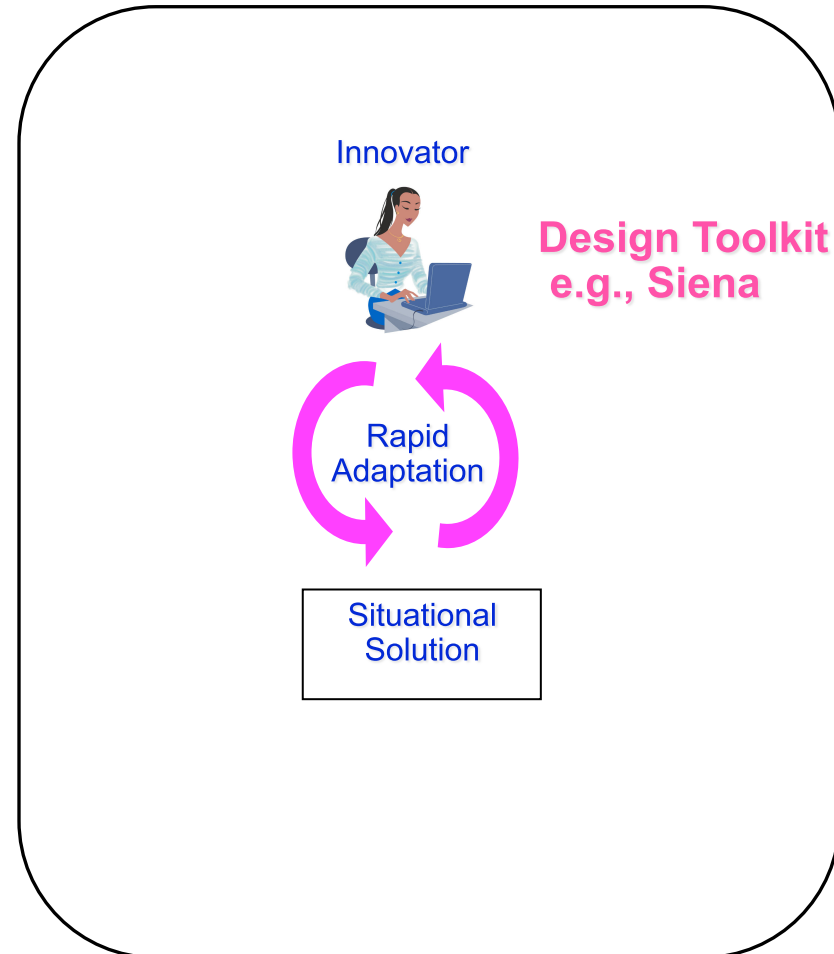 Innovator
Design Toolkit
e.g., Siena
Rapid
Adaptation
Situational
Solution